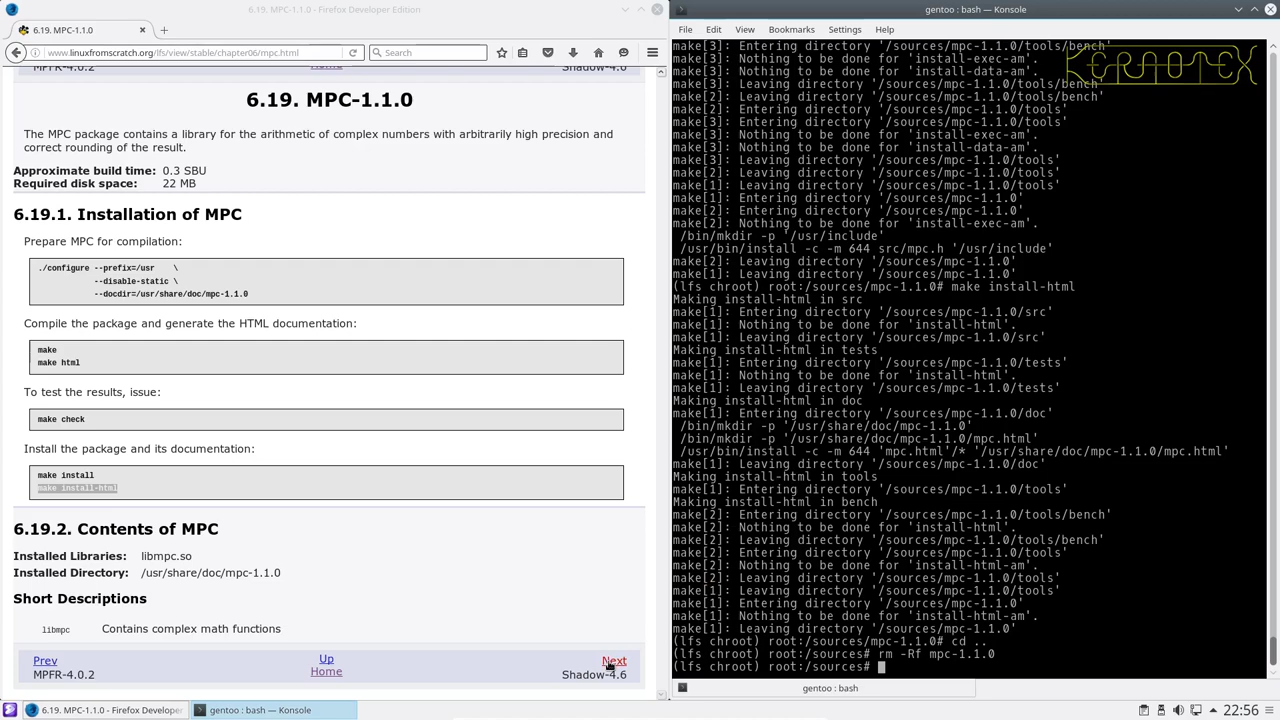 6.19. MPC-1.1.0 - Firefox Developer Edition
6.19. MPC-1.1.0
www.linuxfromscratch.org/lfs/view/stable/chapter06/mpc.html
Search
MPFR-4.0.2
Home
Shadow-4.6
6.19. MPC-1.1.0
The MPC package contains a library for the arithmetic of complex numbers with arbitrarily high precision and
correct rounding of the result.
Approximate build time: 0.3 SBU
Required disk space: 22 MB
6.19.1. Installation of MPC
Prepare MPC for compilation:
./configure --prefix=/usr \
--disable-static \
--docdir=/usr/share/doc/mpc-1.1.0
Compile the package and generate the HTML documentation:
make
make html
To test the results, issue:
make check
Install the package and its documentation:
make install
make install-html
6.19.2. Contents of MPC
Installed Libraries: libmpc.so
Installed Directory: /usr/share/doc/mpc-1.1.0
Short Descriptions
libmpc Contains complex math functions
Prev Up Next
MPFR-4.0.2 Home Shadow-4.6
gentoo : bash — Konsole
File Edit View Bookmarks Settings Help
KERAOTEX
make[3]: Entering directory '/sources/mpc-1.1.0/tools/bench'
make[3]: Nothing to be done for 'install-exec-am'.
make[3]: Nothing to be done for 'install-data-am'.
make[3]: Leaving directory '/sources/mpc-1.1.0/tools/bench'
make[2]: Leaving directory '/sources/mpc-1.1.0/tools/bench'
make[2]: Entering directory '/sources/mpc-1.1.0/tools'
make[3]: Entering directory '/sources/mpc-1.1.0/tools'
make[3]: Nothing to be done for 'install-exec-am'.
make[3]: Nothing to be done for 'install-data-am'.
make[3]: Leaving directory '/sources/mpc-1.1.0/tools'
make[2]: Leaving directory '/sources/mpc-1.1.0/tools'
make[1]: Leaving directory '/sources/mpc-1.1.0/tools'
make[1]: Entering directory '/sources/mpc-1.1.0'
make[2]: Entering directory '/sources/mpc-1.1.0'
make[2]: Nothing to be done for 'install-exec-am'.
/bin/mkdir -p '/usr/include'
/usr/bin/install -c -m 644 src/mpc.h '/usr/include'
make[2]: Leaving directory '/sources/mpc-1.1.0'
make[1]: Leaving directory '/sources/mpc-1.1.0'
(lfs chroot) root:/sources/mpc-1.1.0# make install-html
Making install-html in src
make[1]: Entering directory '/sources/mpc-1.1.0/src'
make[1]: Nothing to be done for 'install-html'.
make[1]: Leaving directory '/sources/mpc-1.1.0/src'
Making install-html in tests
make[1]: Entering directory '/sources/mpc-1.1.0/tests'
make[1]: Nothing to be done for 'install-html'.
make[1]: Leaving directory '/sources/mpc-1.1.0/tests'
Making install-html in doc
make[1]: Entering directory '/sources/mpc-1.1.0/doc'
/bin/mkdir -p '/usr/share/doc/mpc-1.1.0'
/bin/mkdir -p '/usr/share/doc/mpc-1.1.0/mpc.html'
/usr/bin/install -c -m 644 'mpc.html'/* '/usr/share/doc/mpc-1.1.0/mpc.html'
make[1]: Leaving directory '/sources/mpc-1.1.0/doc'
Making install-html in tools
make[1]: Entering directory '/sources/mpc-1.1.0/tools'
Making install-html in bench
make[2]: Entering directory '/sources/mpc-1.1.0/tools/bench'
make[2]: Nothing to be done for 'install-html'.
make[2]: Leaving directory '/sources/mpc-1.1.0/tools/bench'
make[2]: Entering directory '/sources/mpc-1.1.0/tools'
make[2]: Nothing to be done for 'install-html-am'.
make[2]: Leaving directory '/sources/mpc-1.1.0/tools'
make[1]: Leaving directory '/sources/mpc-1.1.0/tools'
make[1]: Entering directory '/sources/mpc-1.1.0'
make[1]: Nothing to be done for 'install-html-am'.
make[1]: Leaving directory '/sources/mpc-1.1.0'
(lfs chroot) root:/sources/mpc-1.1.0# cd ..
(lfs chroot) root:/sources# rm -Rf mpc-1.1.0
(lfs chroot) root:/sources#
gentoo : bash
6.19. MPC-1.1.0 - Firefox Developer
gentoo : bash — Konsole
22:56